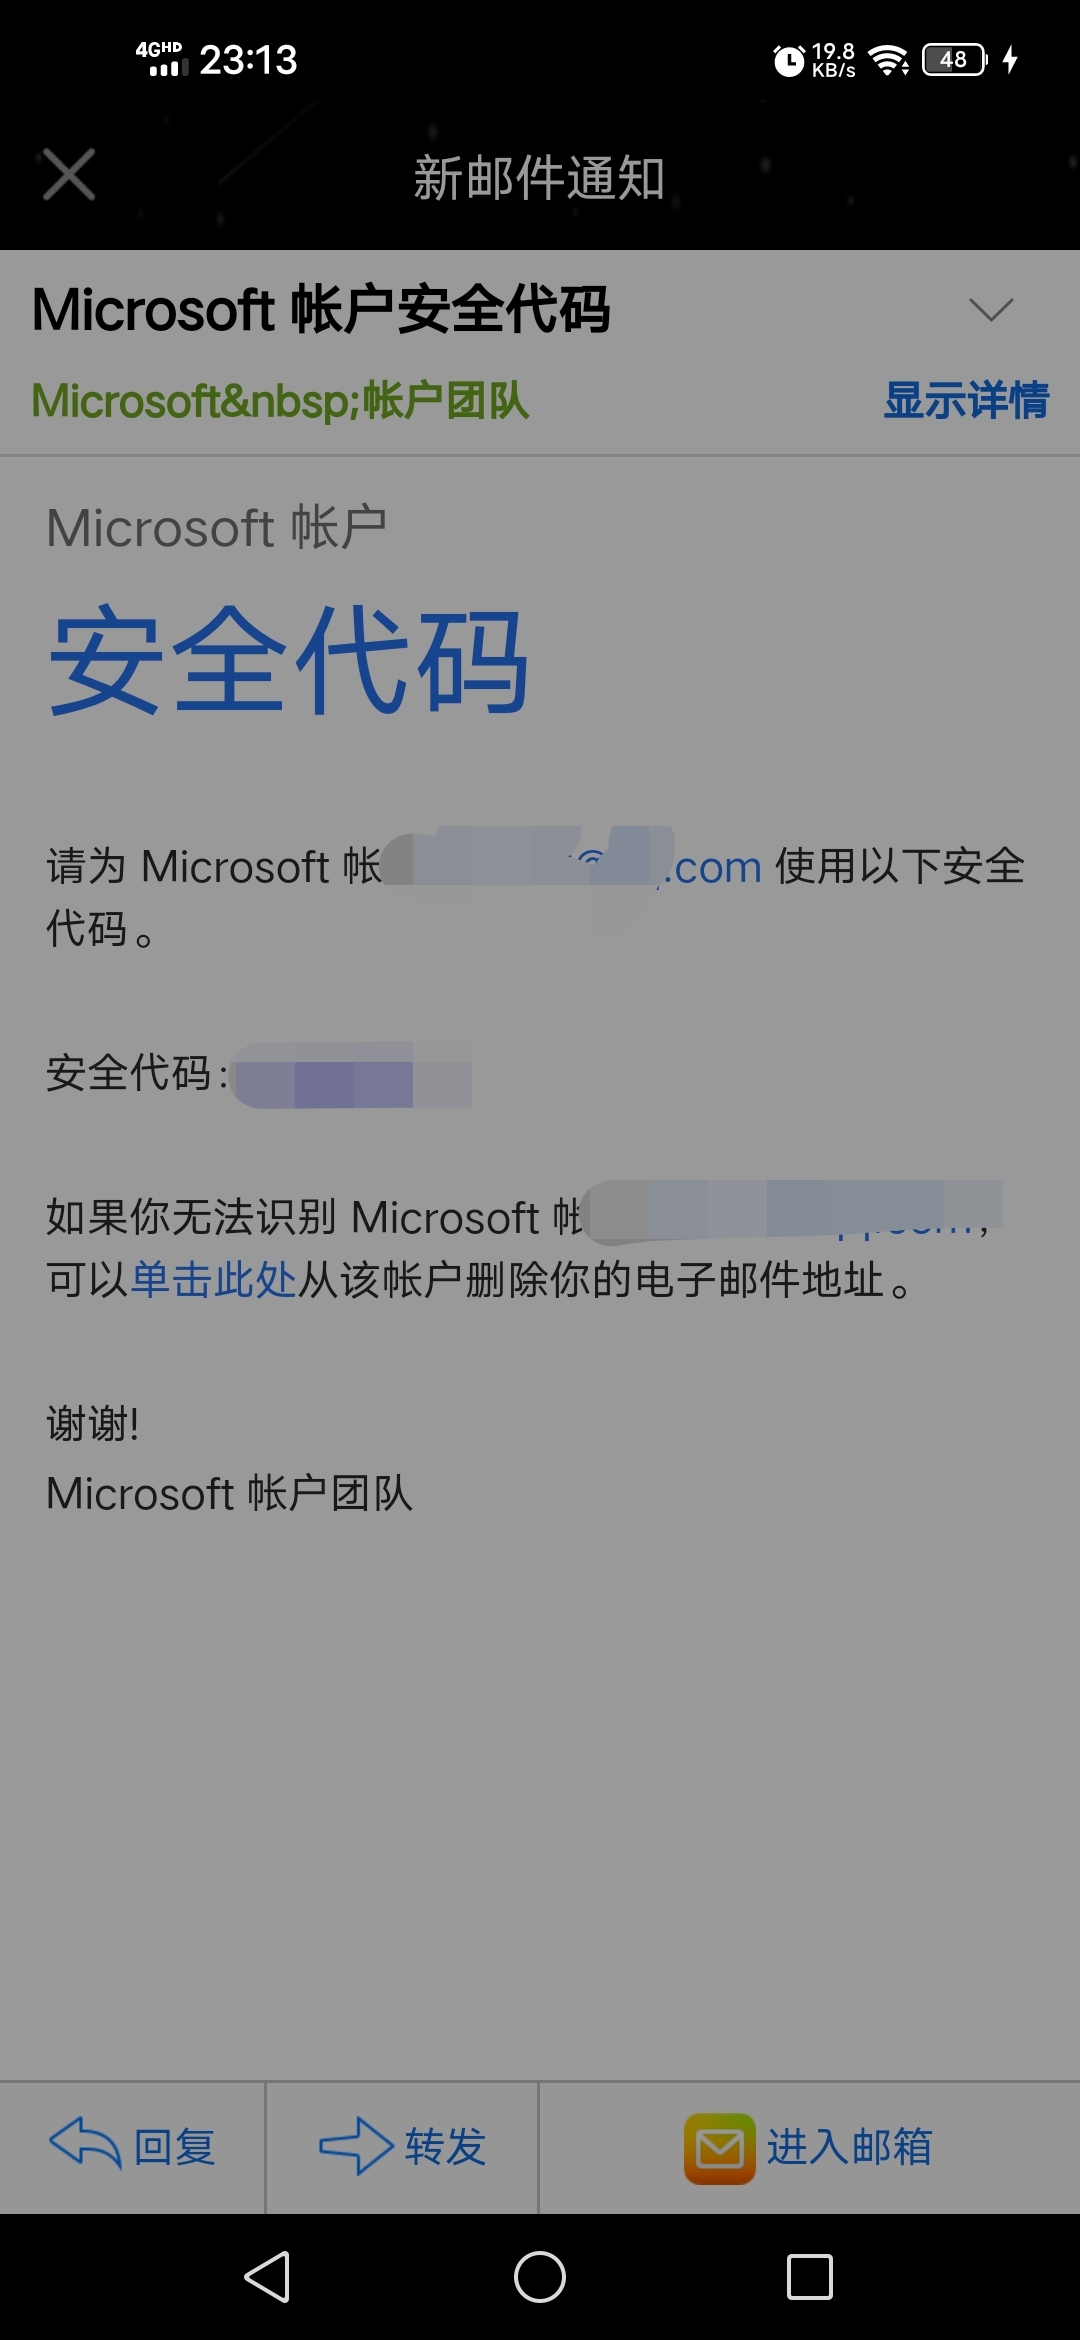 4GHD 23:13 19.8 KB/s 48
新邮件通知
Microsoft 帐户安全代码
Microsoft&nbsp;帐户团队 显示详情
Microsoft 帐户
安全代码
请为 Microsoft 帐 .com 使用以下安全
代码。
安全代码:
如果你无法识别 Microsoft 帐 ,
可以单击此处从该帐户删除你的电子邮件地址。
谢谢!
Microsoft 帐户团队
回复 转发 进入邮箱